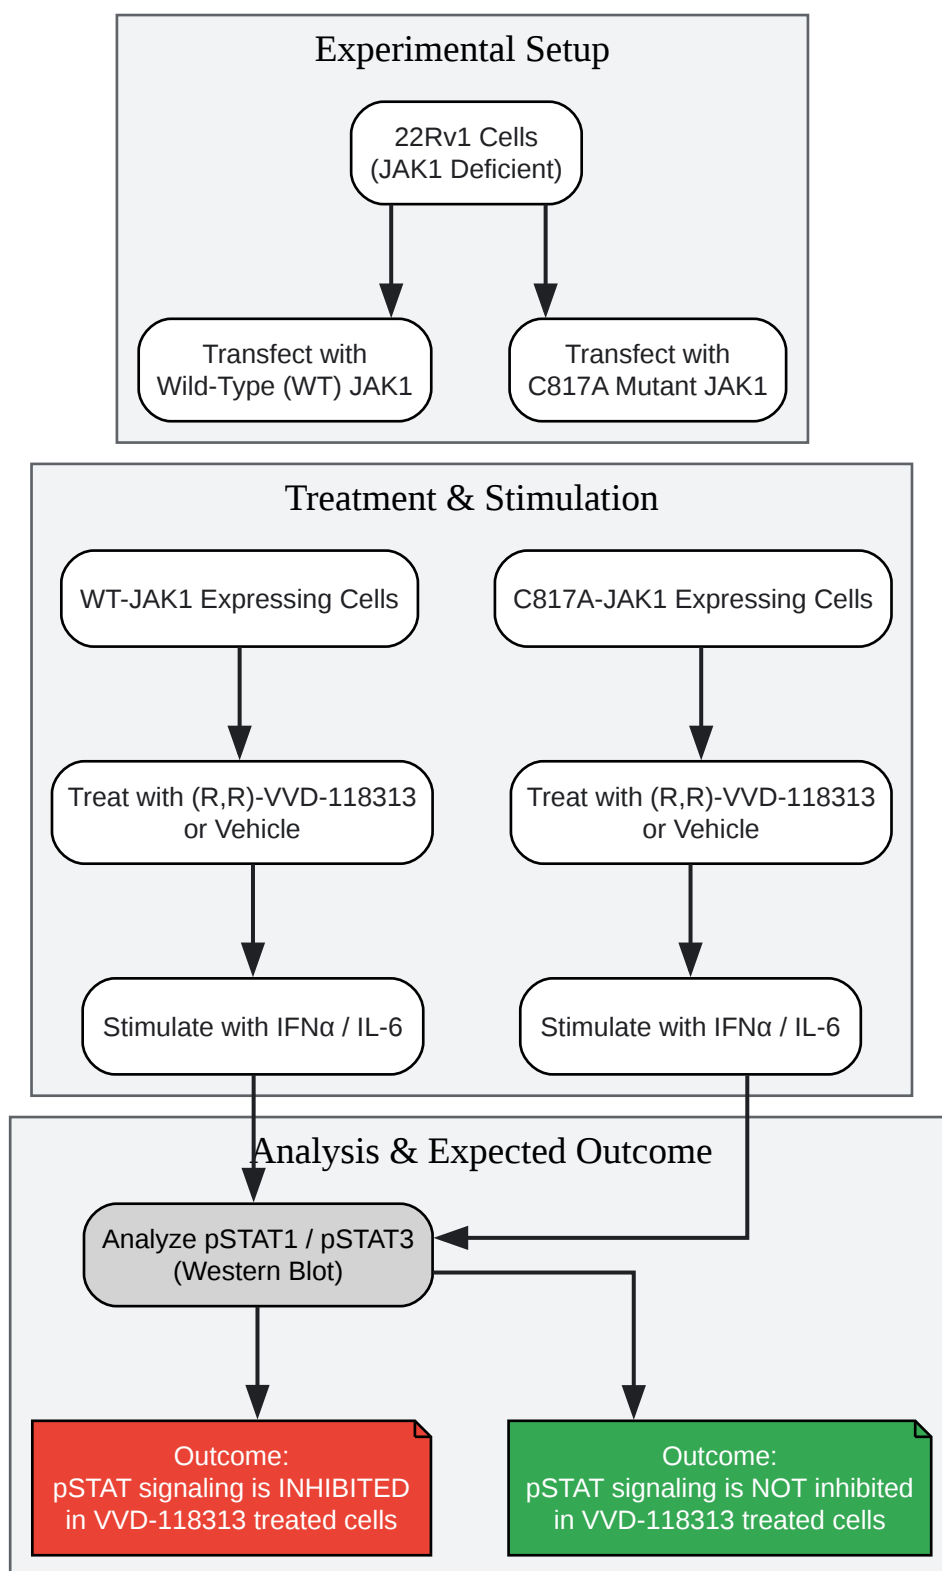 Experimental Setup
22Rv1 Cells
(JAK1 Deficient)
Transfect with
Wild-Type (WT) JAK1
Transfect with
C817A Mutant JAK1
Treatment & Stimulation
WT-JAK1 Expressing Cells
C817A-JAK1 Expressing Cells
Treat with (R,R)-VVD-118313
or Vehicle
Treat with (R,R)-VVD-118313
or Vehicle
Stimulate with IFNα / IL-6
Stimulate with IFNα / IL-6
Analysis & Expected Outcome
Analyze pSTAT1 / pSTAT3
(Western Blot)
Outcome:
pSTAT signaling is INHIBITED
in VVD-118313 treated cells
Outcome:
pSTAT signaling is NOT inhibited
in VVD-118313 treated cells